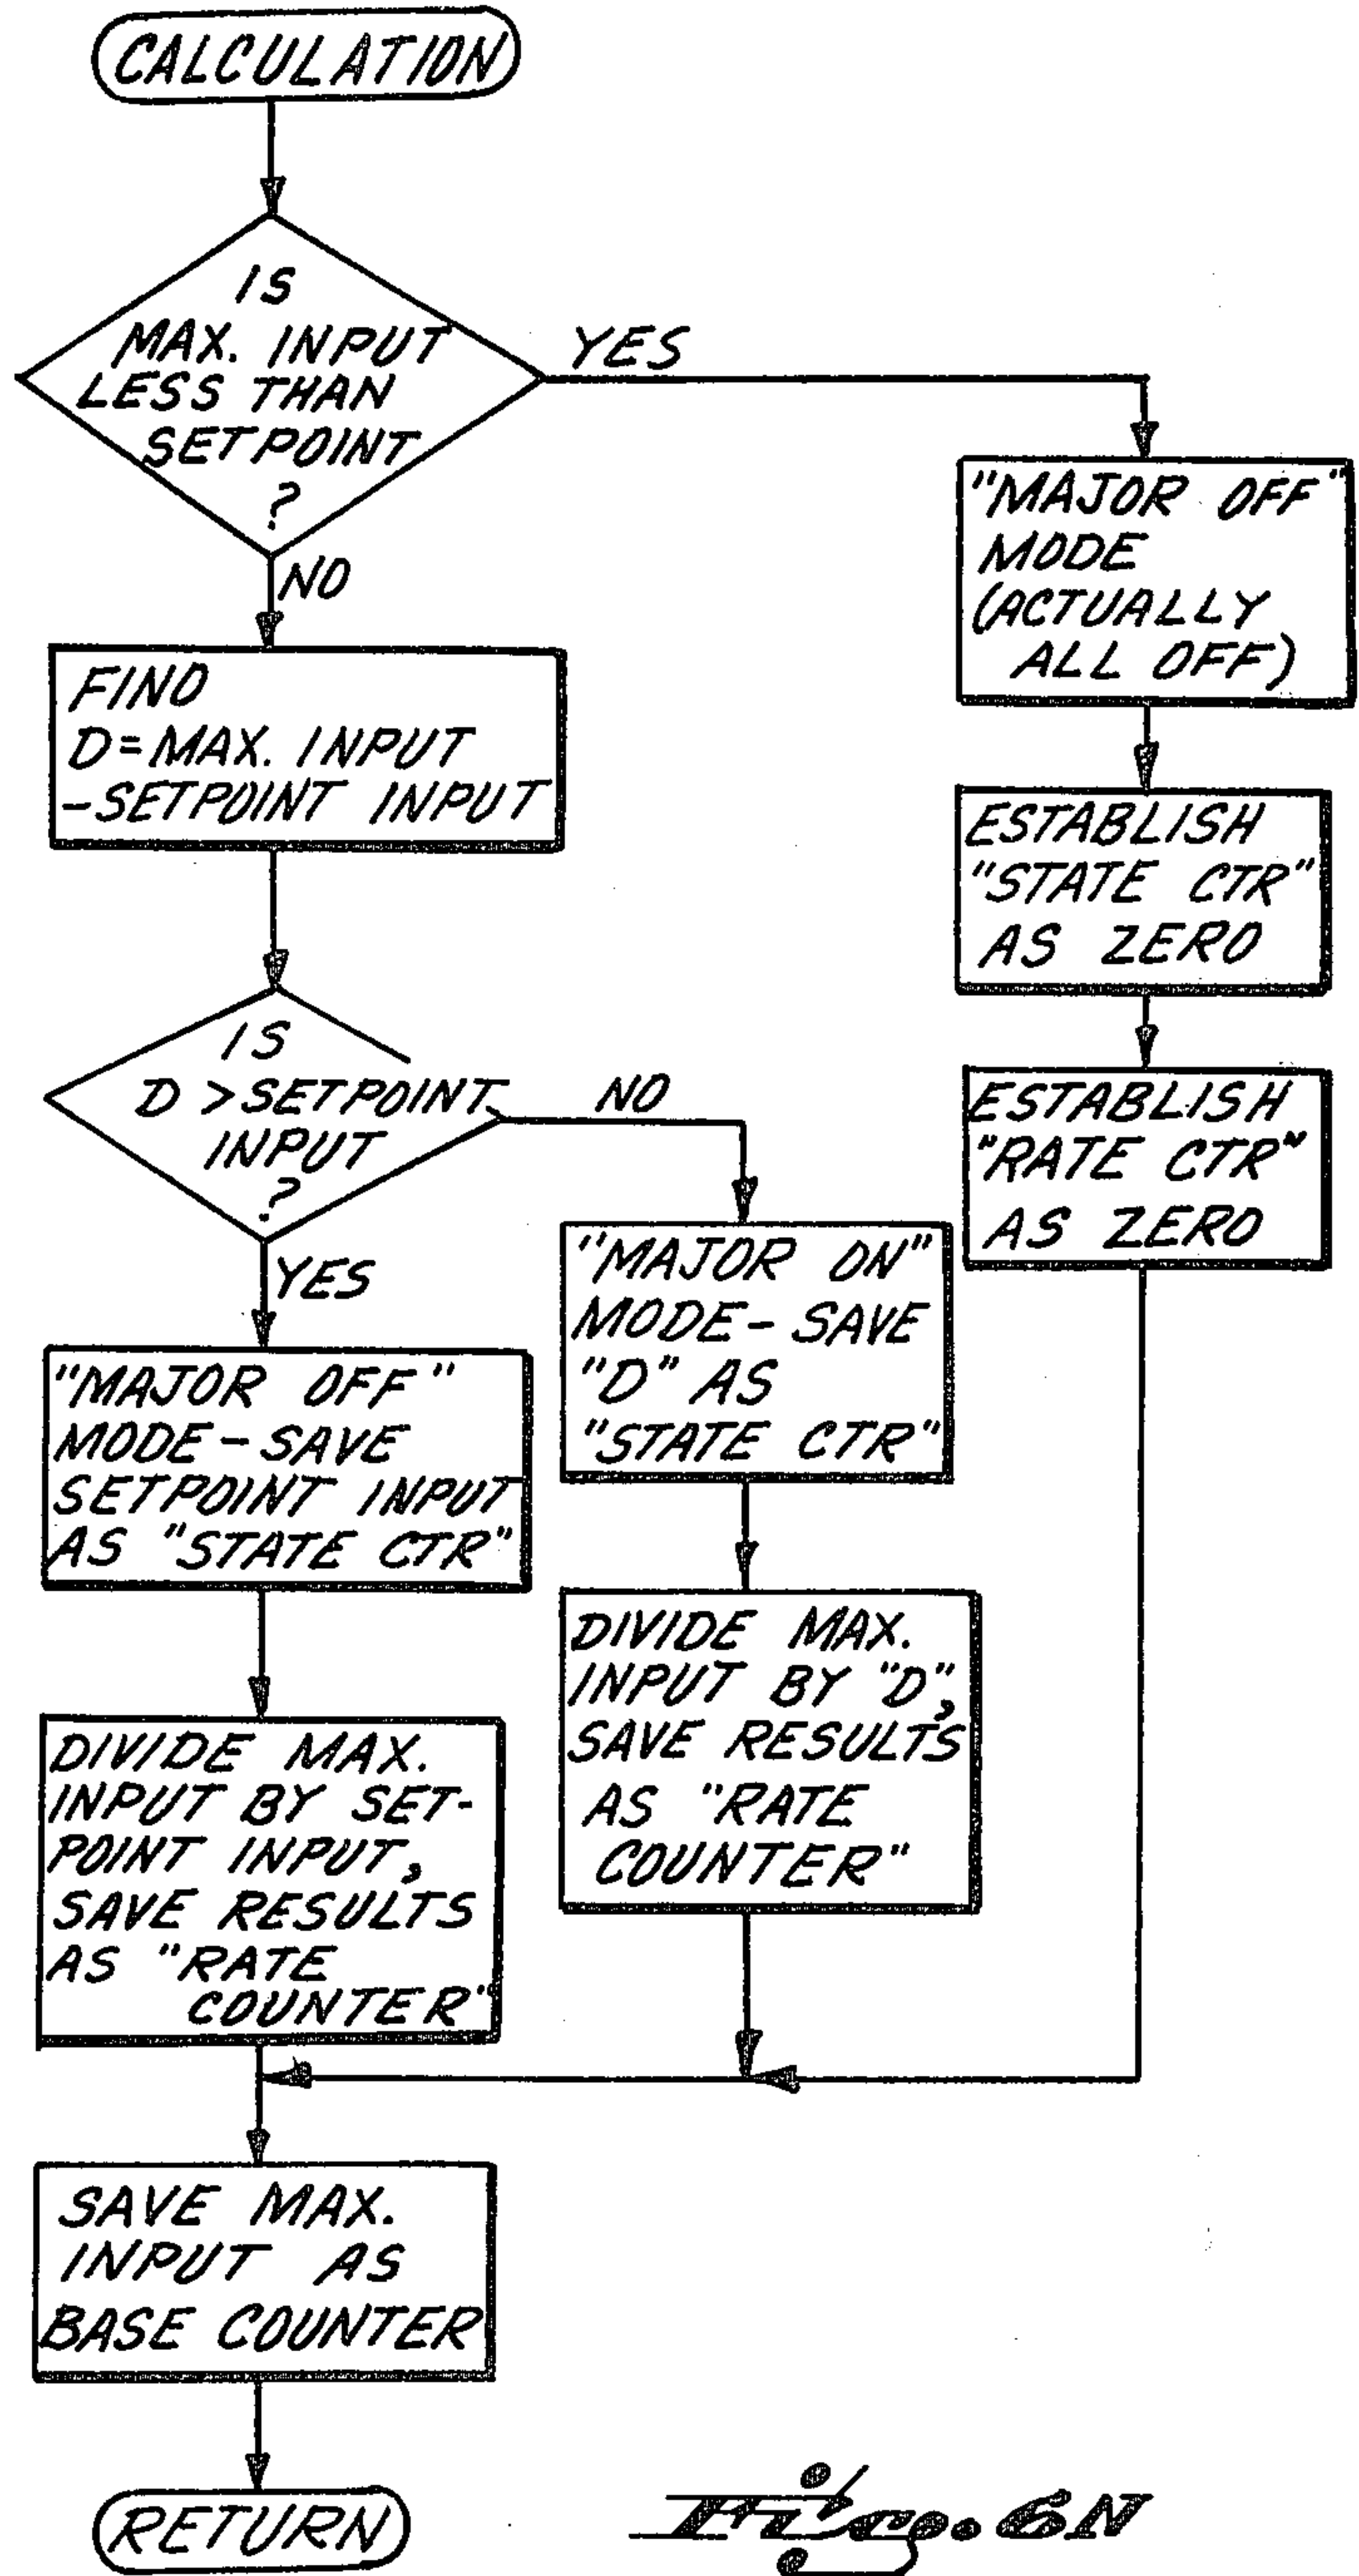 CALCULATION
IS
MAX. INPUT
LESS THAN
SETPOINT
?
YES
NO
"MAJOR OFF"
MODE
(ACTUALLY
ALL OFF)
FIND
D=MAX. INPUT
-SETPOINT INPUT
ESTABLISH
"STATE CTR"
AS ZERO
IS
D >SETPOINT
INPUT
?
NO
YES
ESTABLISH
"RATE CTR"
AS ZERO
"MAJOR ON"
MODE- SAVE
"D" AS
"STATE CTR"
"MAJOR OFF"
MODE-SAVE
SETPOINT INPUT
AS "STATE CTR"
DIVIDE MAX.
INPUT BY "D",
SAVE RESULTS
AS "RATE
COUNTER"
DIVIDE MAX.
INPUT BY SET-
POINT INPUT,
SAVE RESULTS
AS "RATE
COUNTER"
SAVE MAX.
INPUT AS
BASE COUNTER
RETURN
Fig. 6N